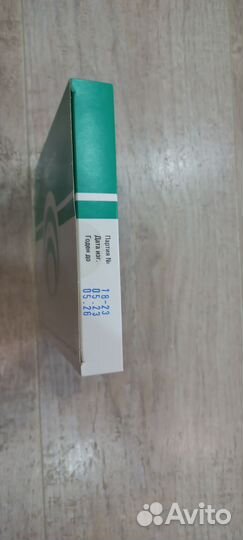 Партия № 18-23
Дата изг. 05.23
Годен до 05.26
Avito